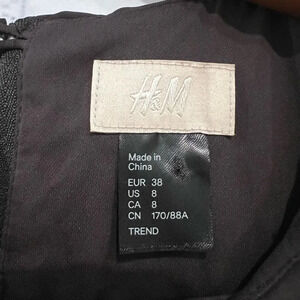 H&M
Made in
China
EUR 38
US 8
CA 8
CN 170/88A
TREND